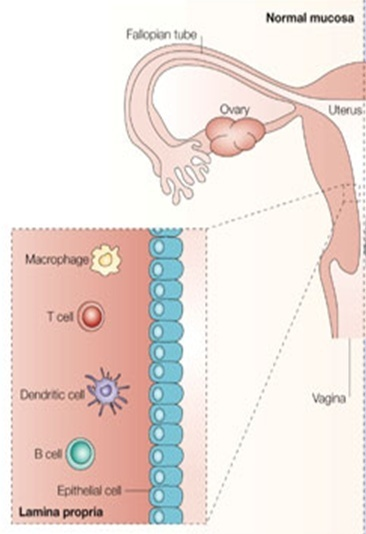 Normal mucosa
Fallopian tube
Ovary
Uterus
Macrophage
T cell
Dendritic cell
Vagina
B cell
Epithelial cell
Lamina propria